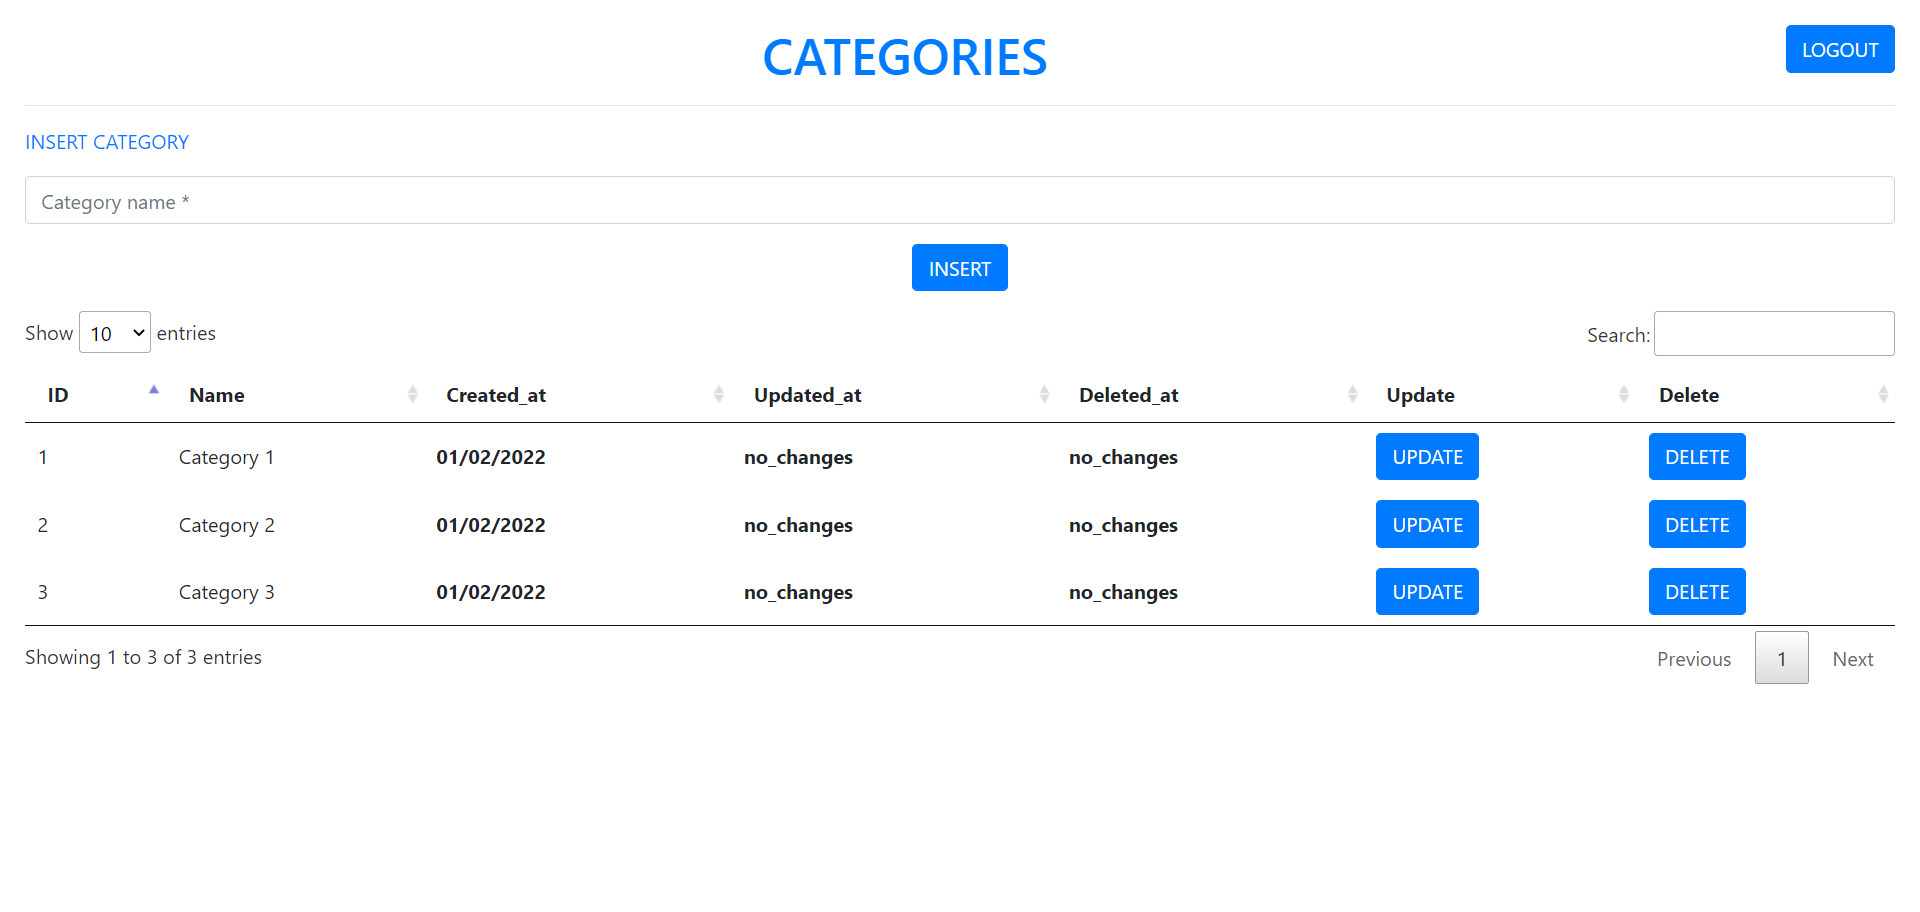 CATEGORIES
LOGOUT
INSERT CATEGORY
Category name *
INSERT
Show 10 entries
Search:
ID Name Created_at Updated_at Deleted_at Update Delete
1 Category 1 01/02/2022 no_changes no_changes UPDATE DELETE
2 Category 2 01/02/2022 no_changes no_changes UPDATE DELETE
3 Category 3 01/02/2022 no_changes no_changes UPDATE DELETE
Showing 1 to 3 of 3 entries
Previous 1 Next